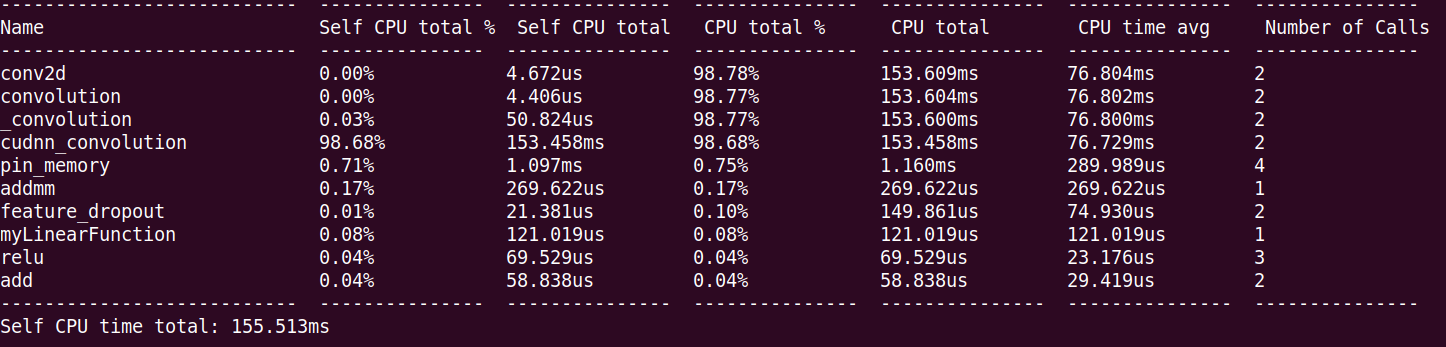 ---------------------------  ---------------  ---------------  ---------------  ---------------  ---------------  ---------------
Name                         Self CPU total %  Self CPU total   CPU total %      CPU total        CPU time avg     Number of Calls
---------------------------  ---------------  ---------------  ---------------  ---------------  ---------------  ---------------
conv2d                       0.00%            4.672us          98.78%           153.609ms        76.804ms         2
convolution                  0.00%            4.406us          98.77%           153.604ms        76.802ms         2
_convolution                 0.03%            50.824us         98.77%           153.600ms        76.800ms         2
cudnn_convolution            98.68%           153.458ms        98.68%           153.458ms        76.729ms         2
pin_memory                   0.71%            1.097ms          0.75%            1.160ms          289.989us        4
addmm                        0.17%            269.622us        0.17%            269.622us        269.622us        1
feature_dropout              0.01%            21.381us         0.10%            149.861us        74.930us         2
myLinearFunction             0.08%            121.019us        0.08%            121.019us        121.019us        1
relu                         0.04%            69.529us         0.04%            69.529us         23.176us         3
add                          0.04%            58.838us         0.04%            58.838us         29.419us         2
---------------------------  ---------------  ---------------  ---------------  ---------------  ---------------  ---------------
Self CPU time total: 155.513ms